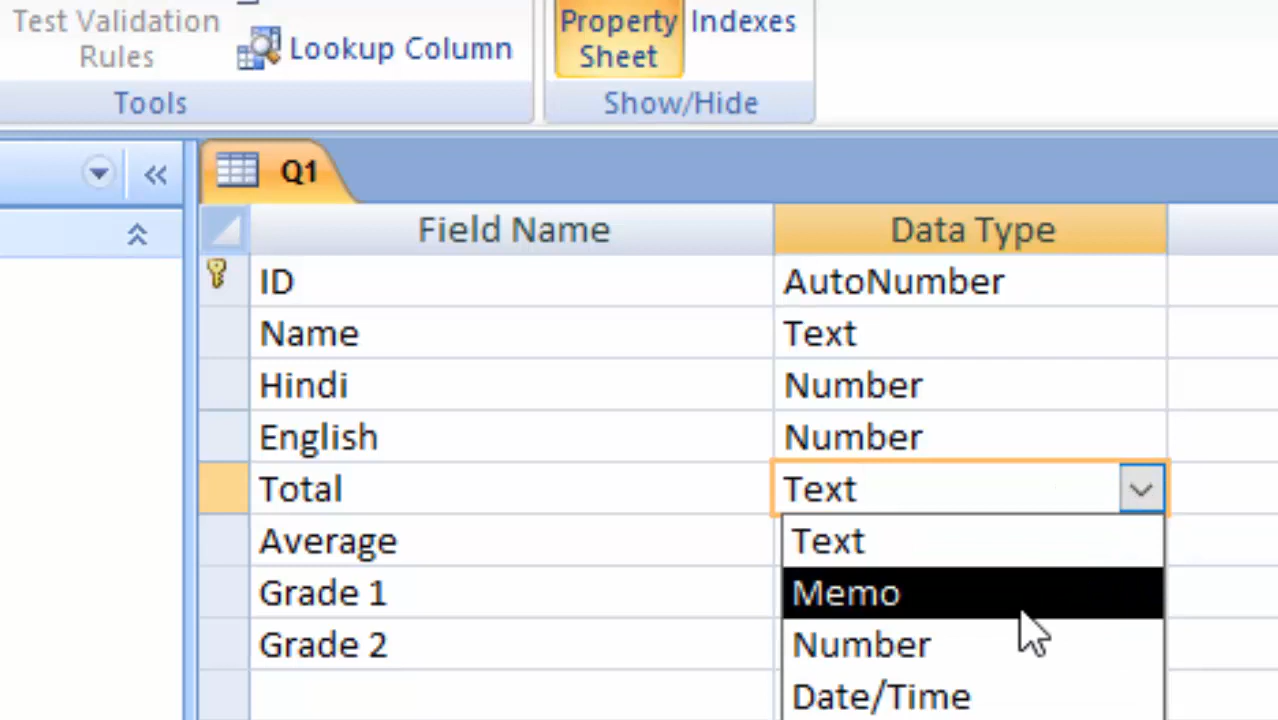 Test Validation Rules
Lookup Column
Property Sheet
Indexes
Tools
Show/Hide
Q1
Field Name Data Type
ID AutoNumber
Name Text
Hindi Number
English Number
Total Text
Average Text
Grade 1 Memo
Grade 2 Number
Date/Time